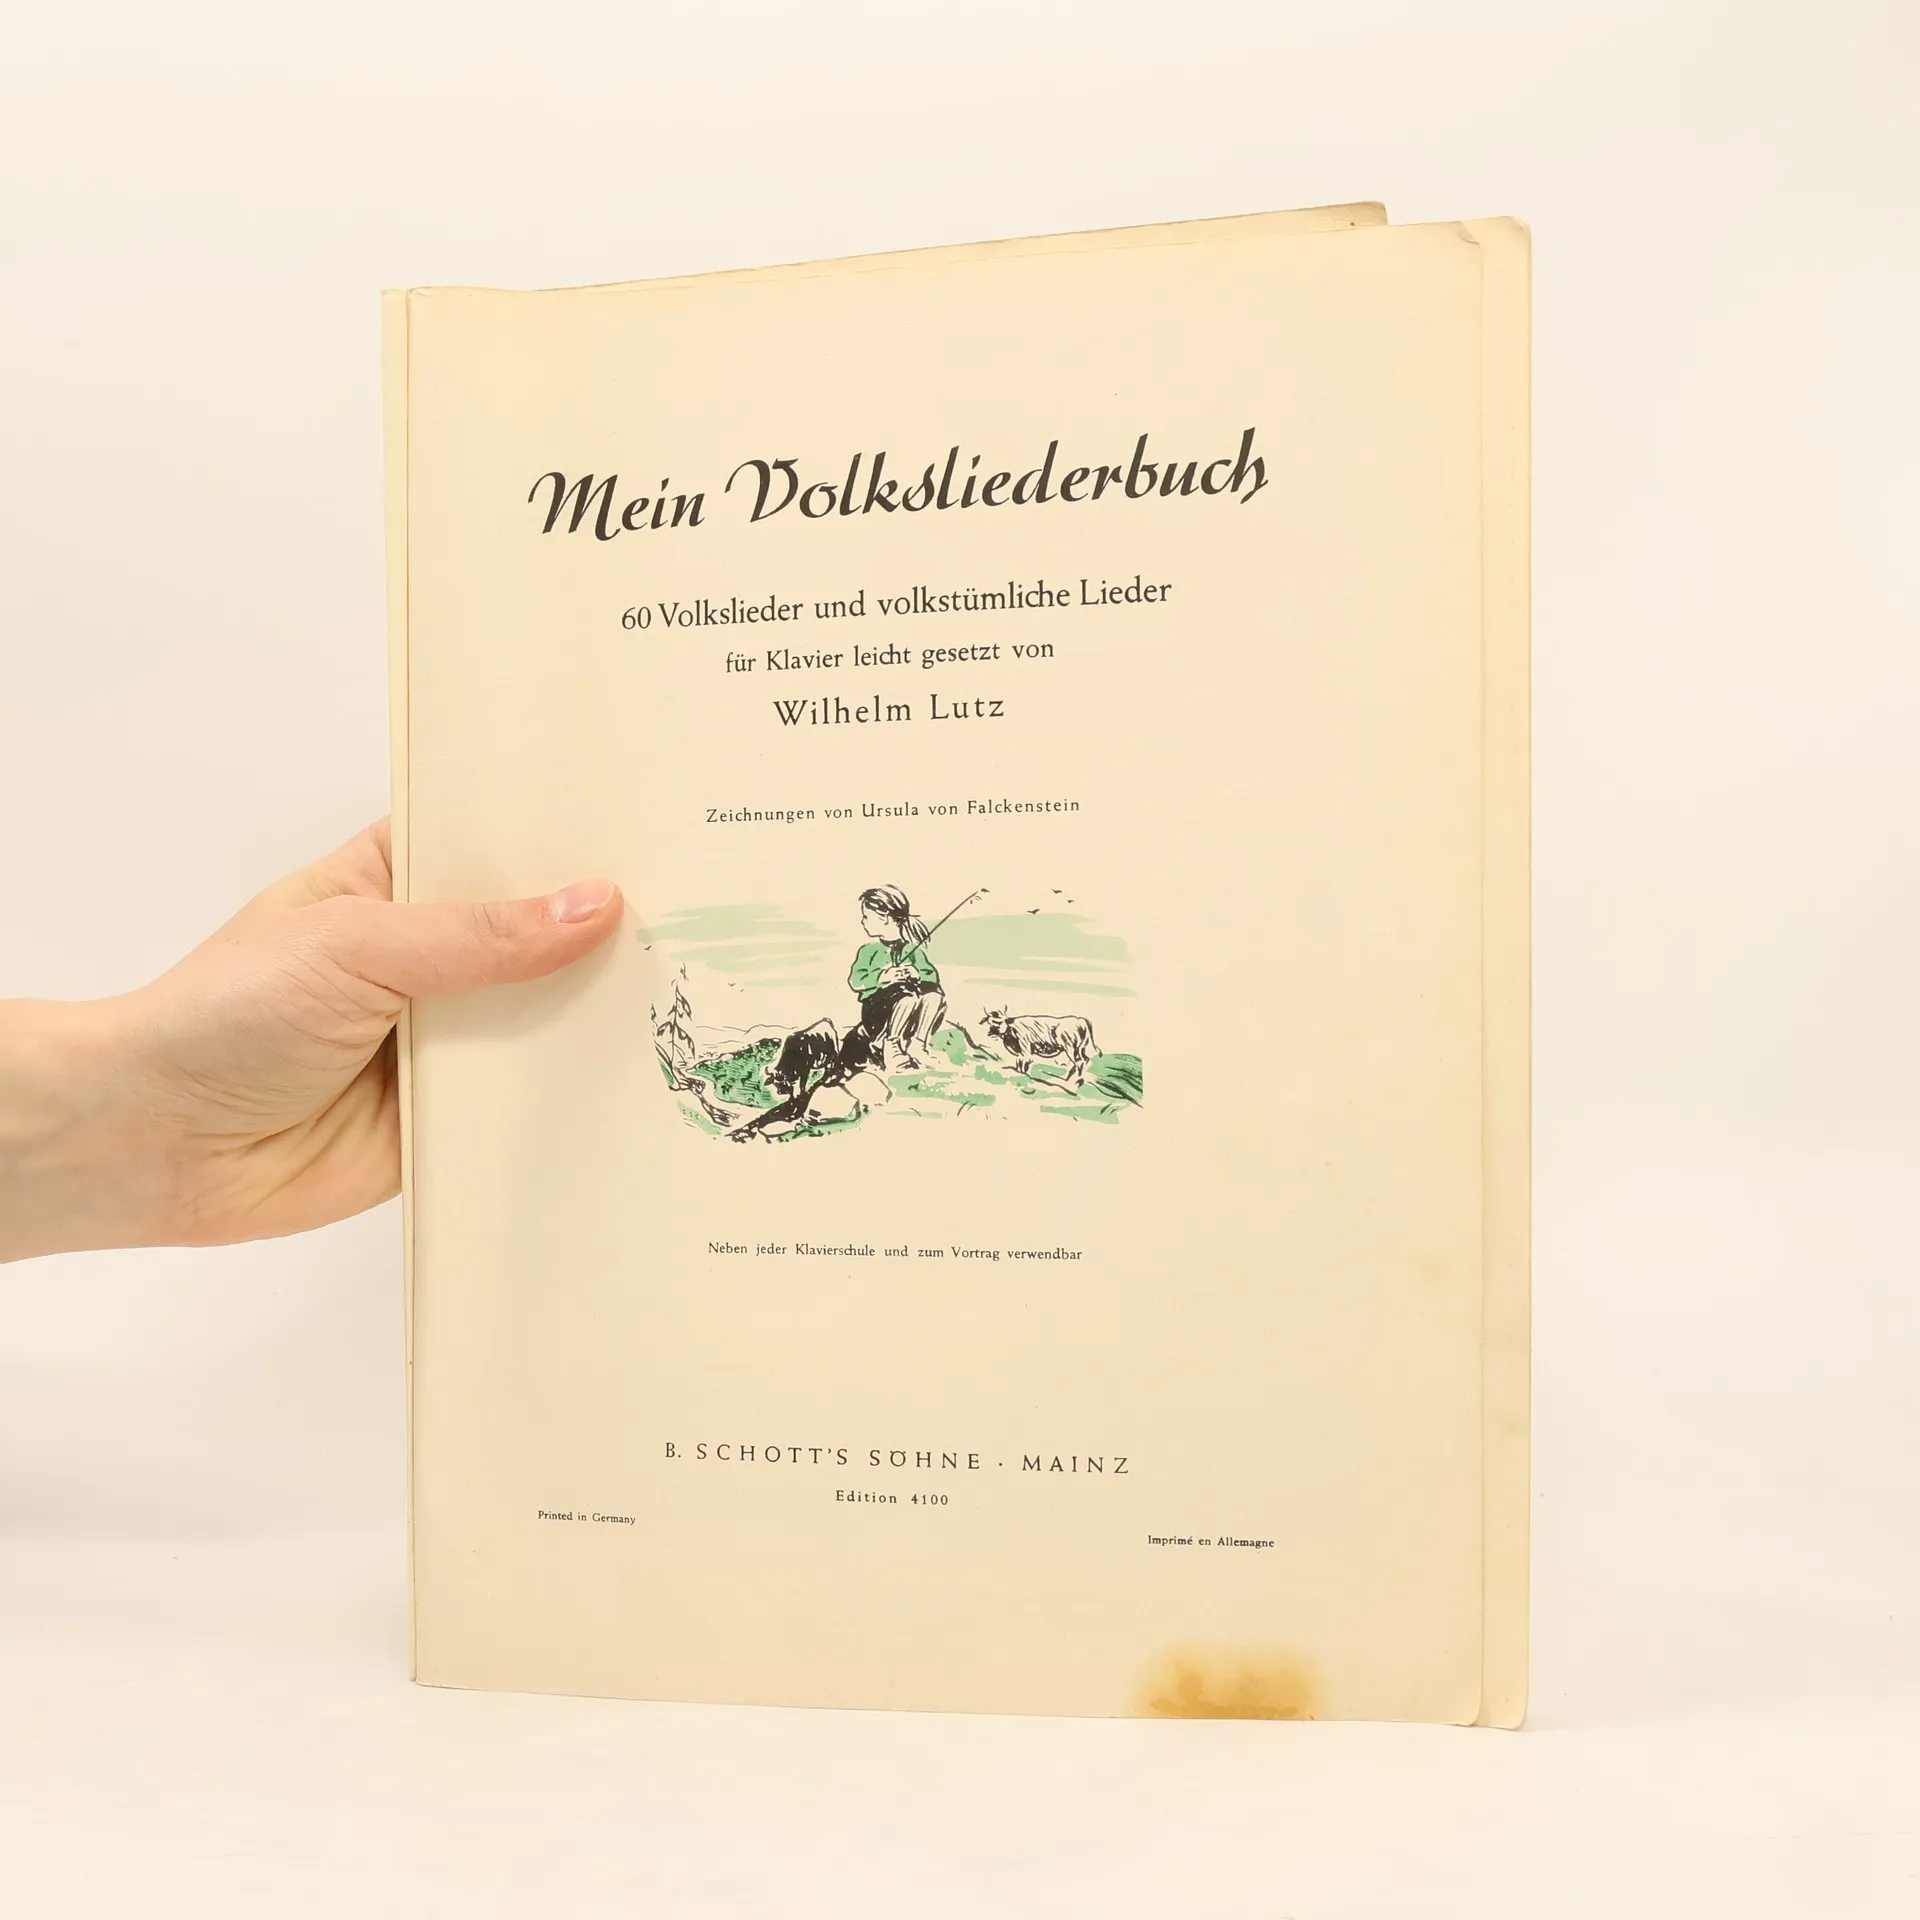 Mein Volksliederbuch
60 Volkslieder und volkstümliche Lieder
für Klavier leicht gesetzt von
Wilhelm Lutz
Zeichnungen von Ursula von Falckenstein
Neben jeder Klavierschule und zum Vortrag verwendbar
B. SCHOTT'S SÖHNE · MAINZ
Edition 4100
Printed in Germany
Imprimé en Allemagne